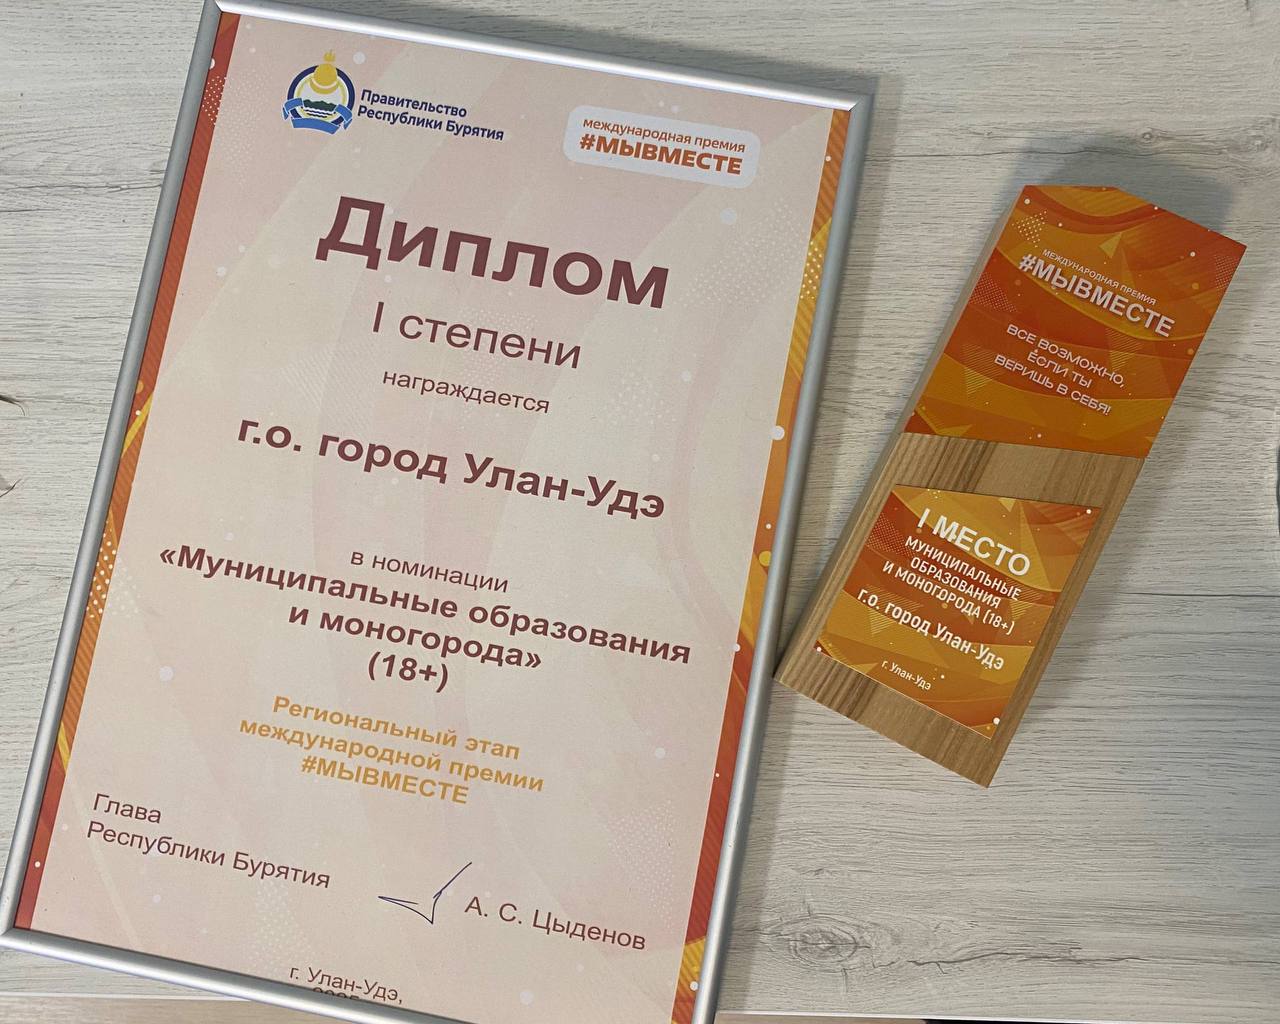 Правительство
Республики Бурятия
международная премия
#МЫВМЕСТЕ
Диплом
I степени
награждается
г.о. город Улан-Удэ
в номинации
«Муниципальные образования
и моногорода»
(18+)
Региональный этап
международной премии
#МЫВМЕСТЕ
Глава
Республики Бурятия
А. С. Цыденов
г. Улан-Удэ,
МЕЖДУНАРОДНАЯ ПРЕМИЯ
#МЫВМЕСТЕ
ВСЕ ВОЗМОЖНО,
ЕСЛИ ТЫ
ВЕРИШЬ В СЕБЯ!
I МЕСТО
МУНИЦИПАЛЬНЫЕ
ОБРАЗОВАНИЯ
И МОНОГОРОДА (18+)
г.о. город Улан-Удэ
г. Улан-Удэ